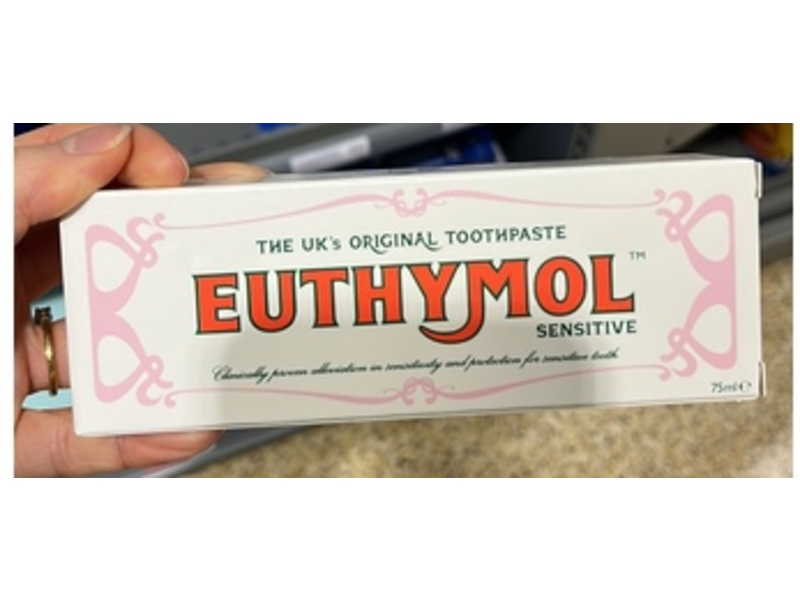 THE UK's ORIGINAL TOOTHPASTE
EUTHYMOL™
SENSITIVE
Clinically proven alleviation in sensitivity and protection for sensitive teeth
75ml ℮